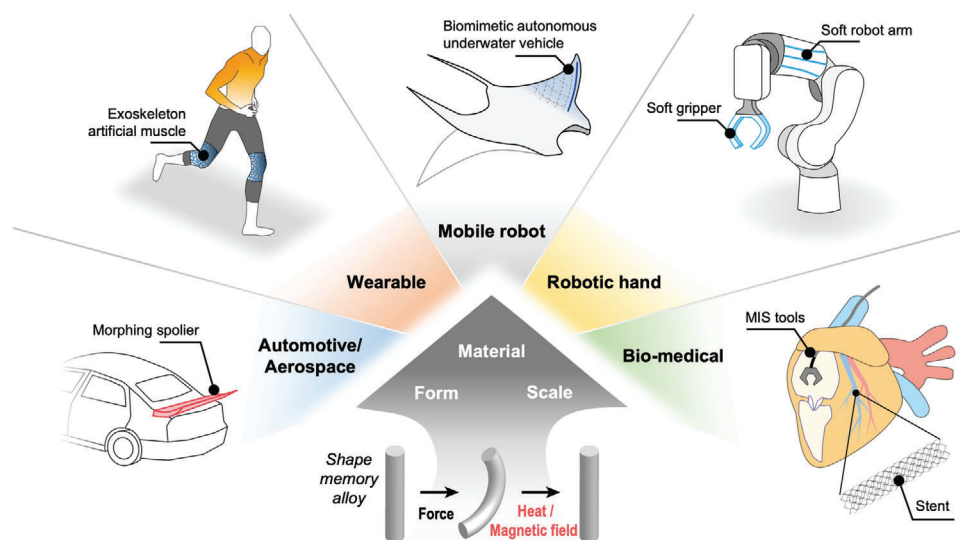 Biomimetic autonomous
underwater vehicle
Soft robot arm
Exoskeleton
artificial muscle
Soft gripper
Mobile robot
Wearable
Robotic hand
Morphing spolier
Automotive/
Aerospace
Material
Form
Scale
Bio-medical
MIS tools
Shape
memory
alloy
Force
Heat /
Magnetic field
Stent